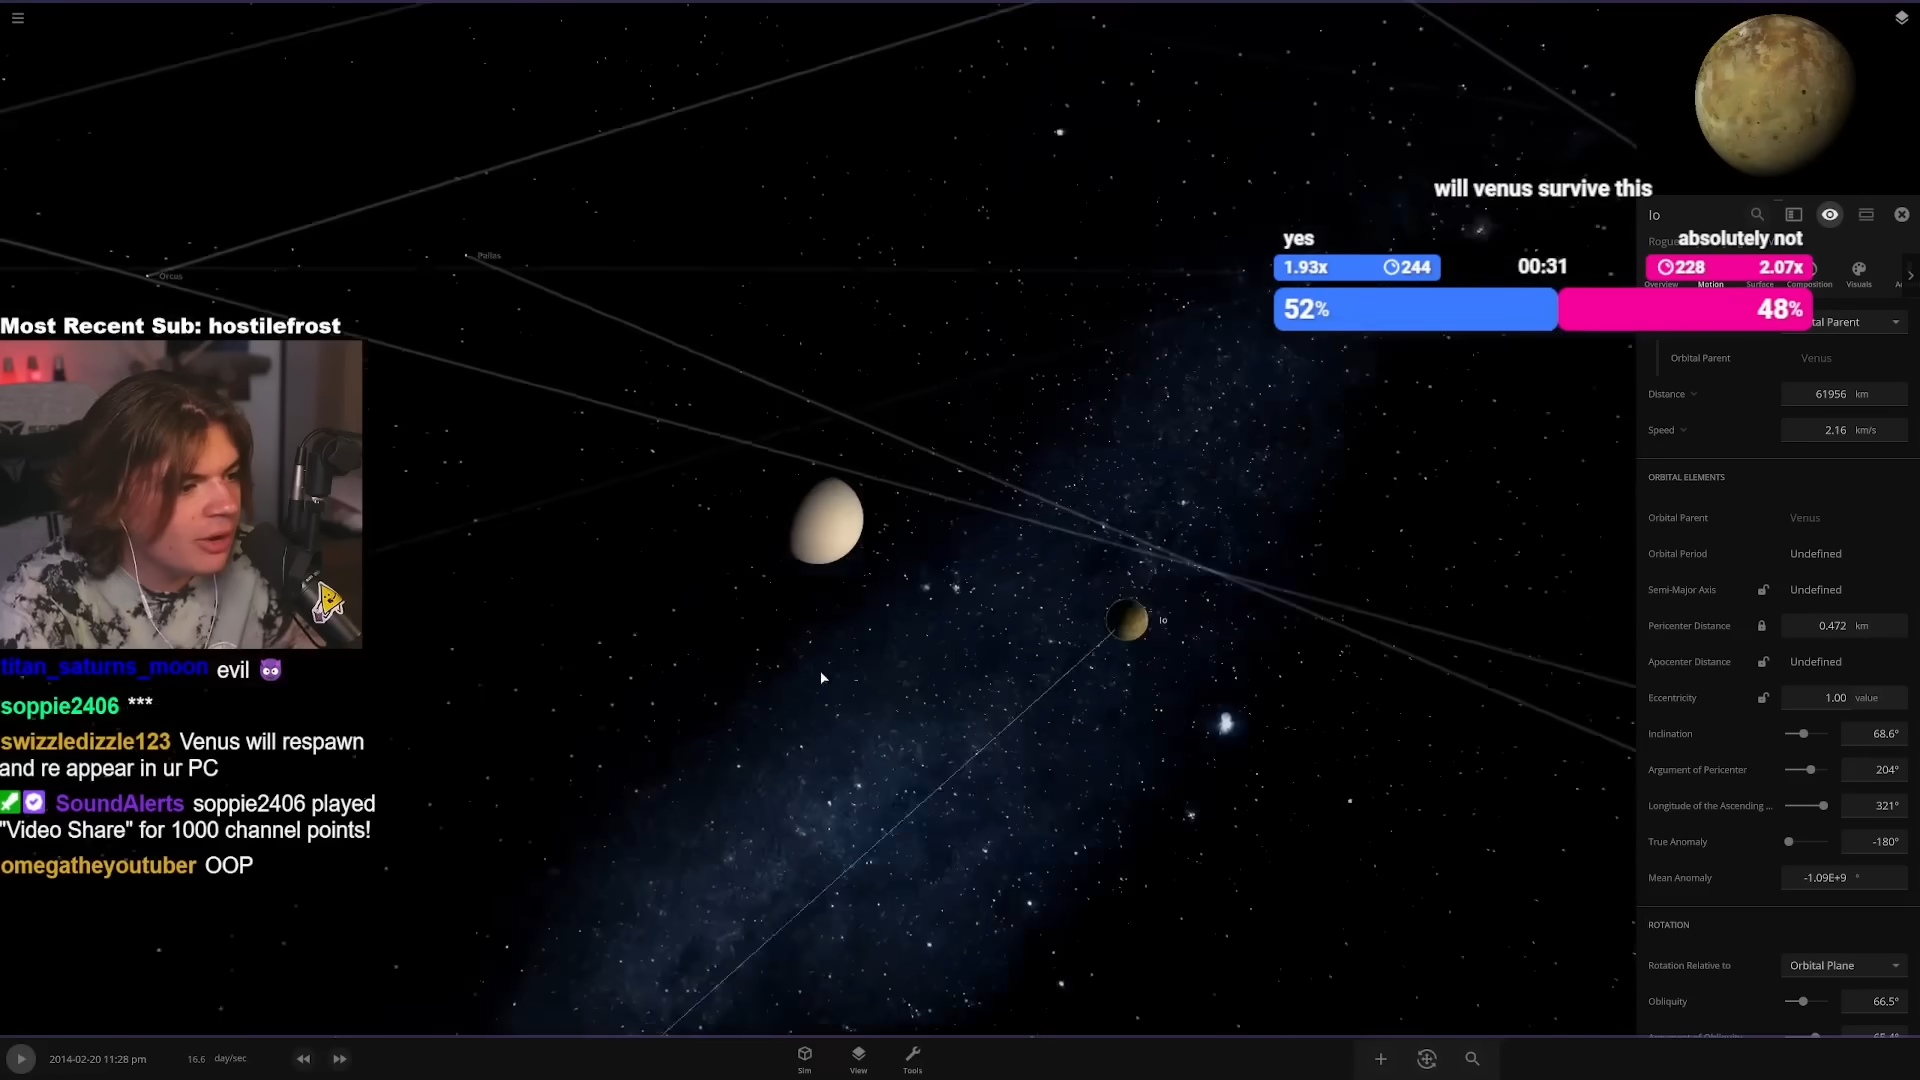 Orcus
Pallas
will venus survive this
yes
absolutely not
1.93x
244
00:31
228
2.07x
52%
48%
Most Recent Sub: hostilefrost
titan_saturns_moon evil
soppie2406 ***
swizzledizzle123 Venus will respawn
and re appear in ur PC
SoundAlerts soppie2406 played
"Video Share" for 1000 channel points!
omegatheyoutuber OOP
Io
Io
Overview
Motion
Surface
Composition
Visuals
Orbital Parent
Venus
Distance
61956 km
Speed
2.16 km/s
ORBITAL ELEMENTS
Orbital Parent
Venus
Orbital Period
Undefined
Semi-Major Axis
Undefined
Pericenter Distance
0.472 km
Apocenter Distance
Undefined
Eccentricity
1.00 value
Inclination
68.6°
Argument of Pericenter
204°
Longitude of the Ascending ...
321°
True Anomaly
-180°
Mean Anomaly
-1.09E+9 °
ROTATION
Rotation Relative to
Orbital Plane
Obliquity
66.5°
2014-02-20 11:28 pm
16.6 day/sec
Sim
View
Tools